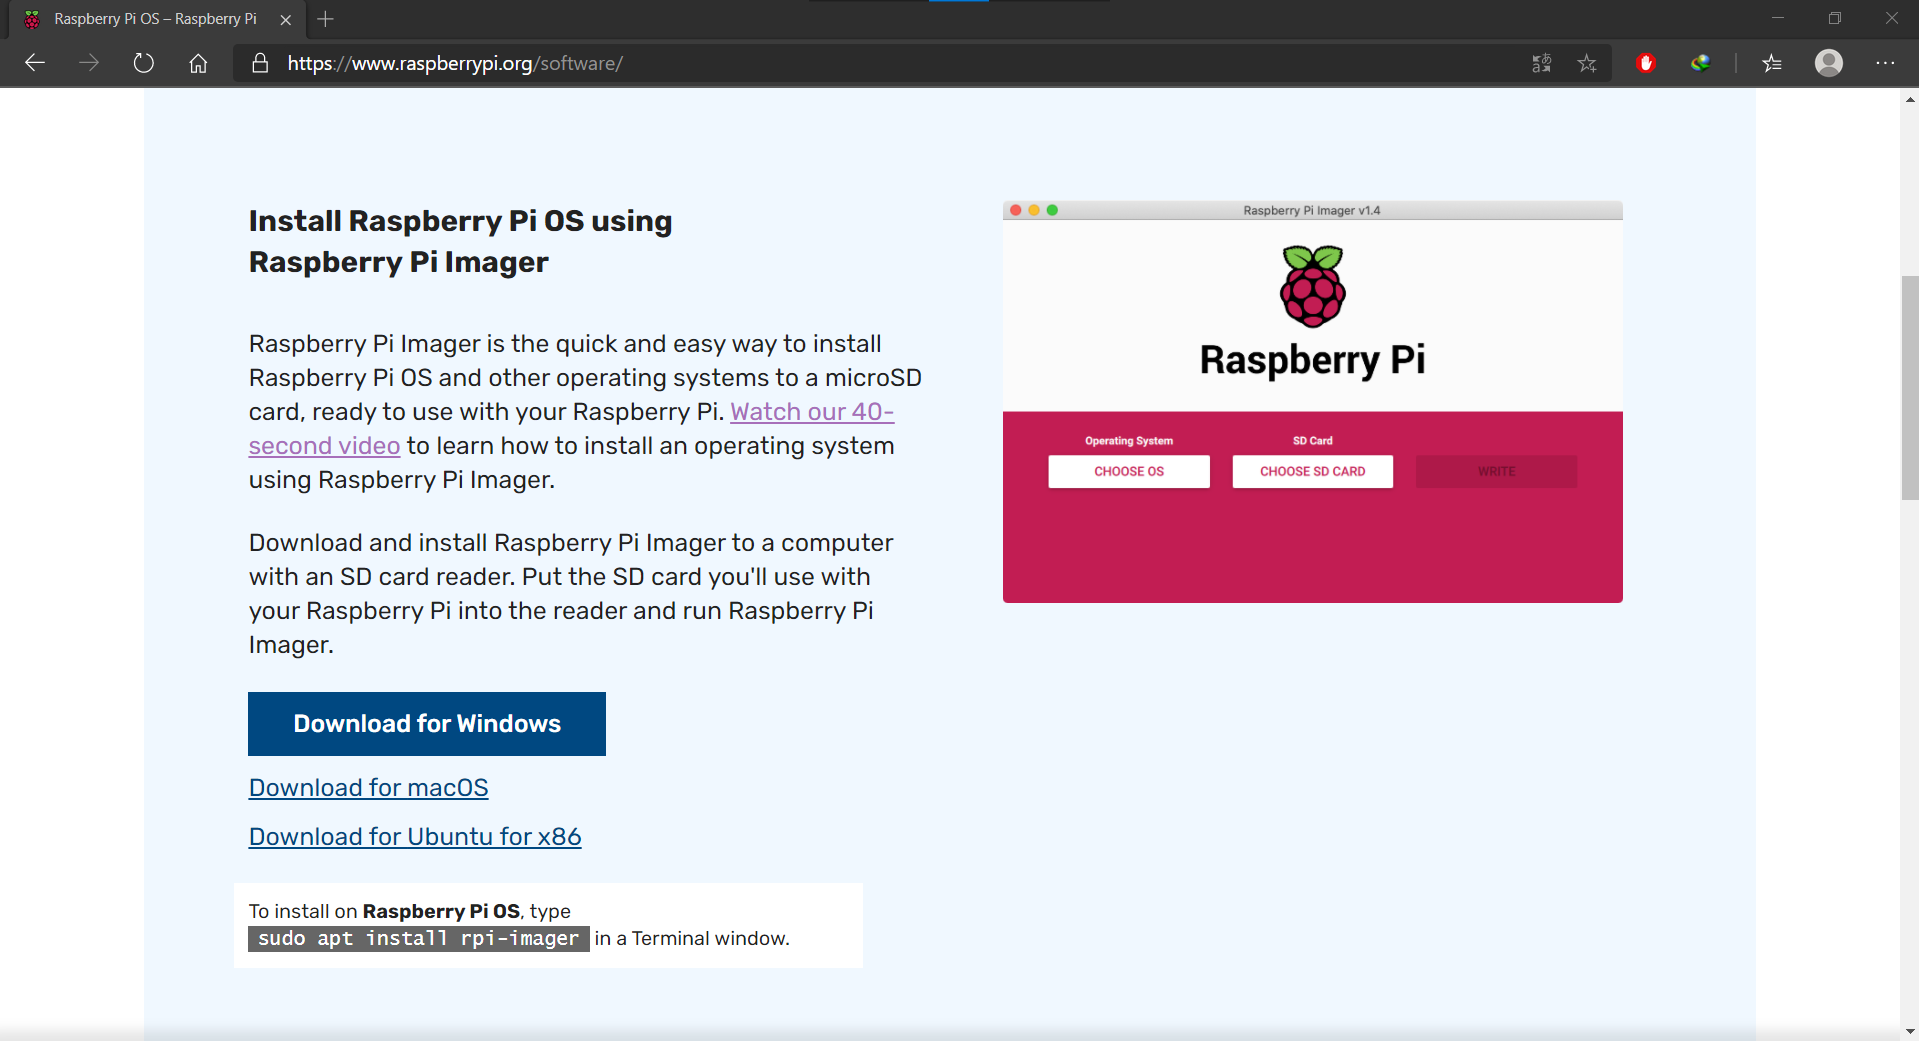 Raspberry Pi OS – Raspberry Pi
https://www.raspberrypi.org/software/
Install Raspberry Pi OS using
Raspberry Pi Imager
Raspberry Pi Imager is the quick and easy way to install
Raspberry Pi OS and other operating systems to a microSD
card, ready to use with your Raspberry Pi. Watch our 40-
second video to learn how to install an operating system
using Raspberry Pi Imager.
Download and install Raspberry Pi Imager to a computer
with an SD card reader. Put the SD card you'll use with
your Raspberry Pi into the reader and run Raspberry Pi
Imager.
Download for Windows
Download for macOS
Download for Ubuntu for x86
To install on Raspberry Pi OS, type
sudo apt install rpi-imager in a Terminal window.
Raspberry Pi Imager v1.4
Raspberry Pi
Operating System
SD Card
CHOOSE OS
CHOOSE SD CARD
WRITE